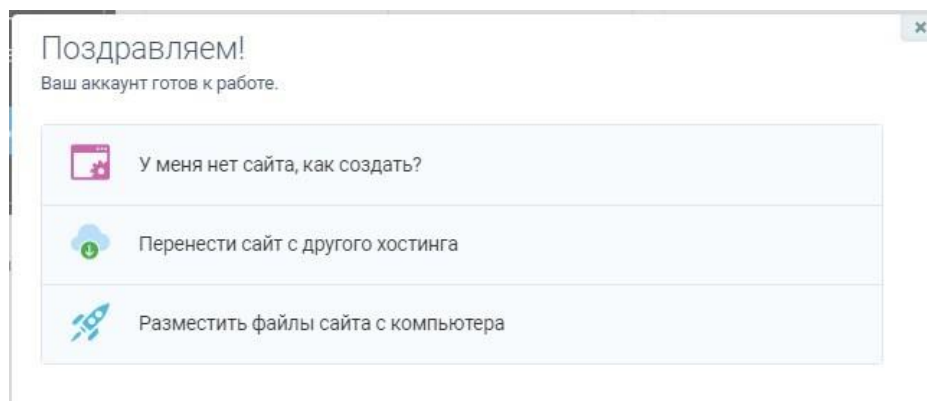 Поздравляем!
Ваш аккаунт готов к работе.
У меня нет сайта, как создать?
Перенести сайт с другого хостинга
Разместить файлы сайта с компьютера